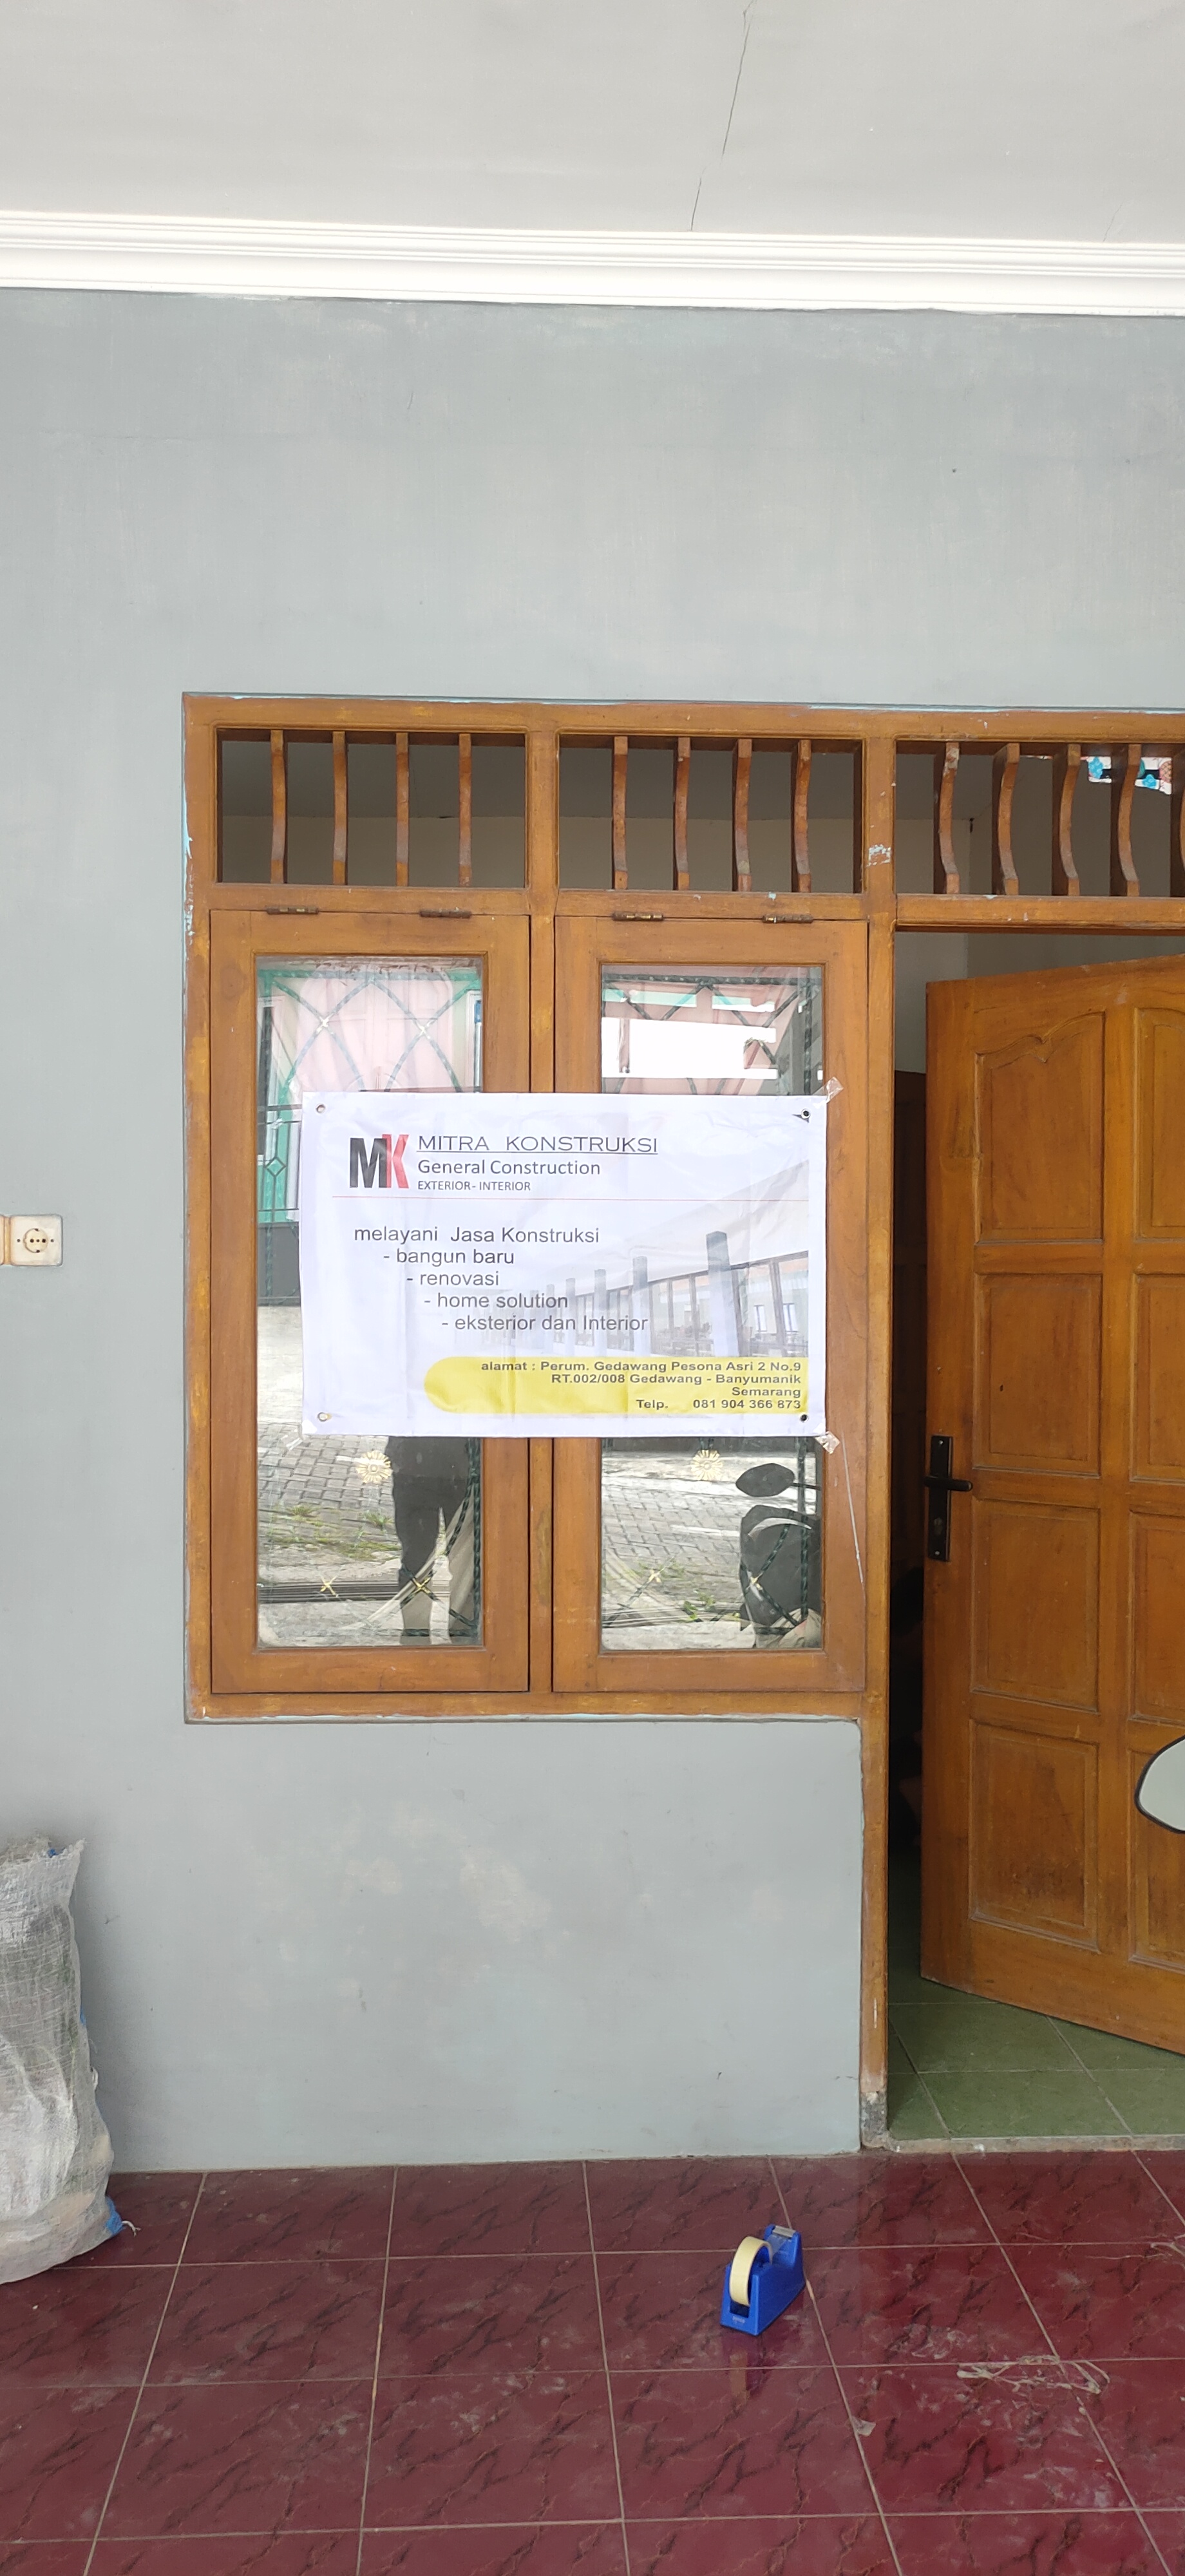 MK MITRA KONSTRUKSI
General Construction
EXTERIOR - INTERIOR
melayani Jasa Konstruksi
- bangun baru
- renovasi
- home solution
- eksterior dan Interior
alamat : Perum. Gedawang Pesona Asri 2 No.9
RT.002/008 Gedawang - Banyumanik
Semarang
Telp. 081 904 366 873